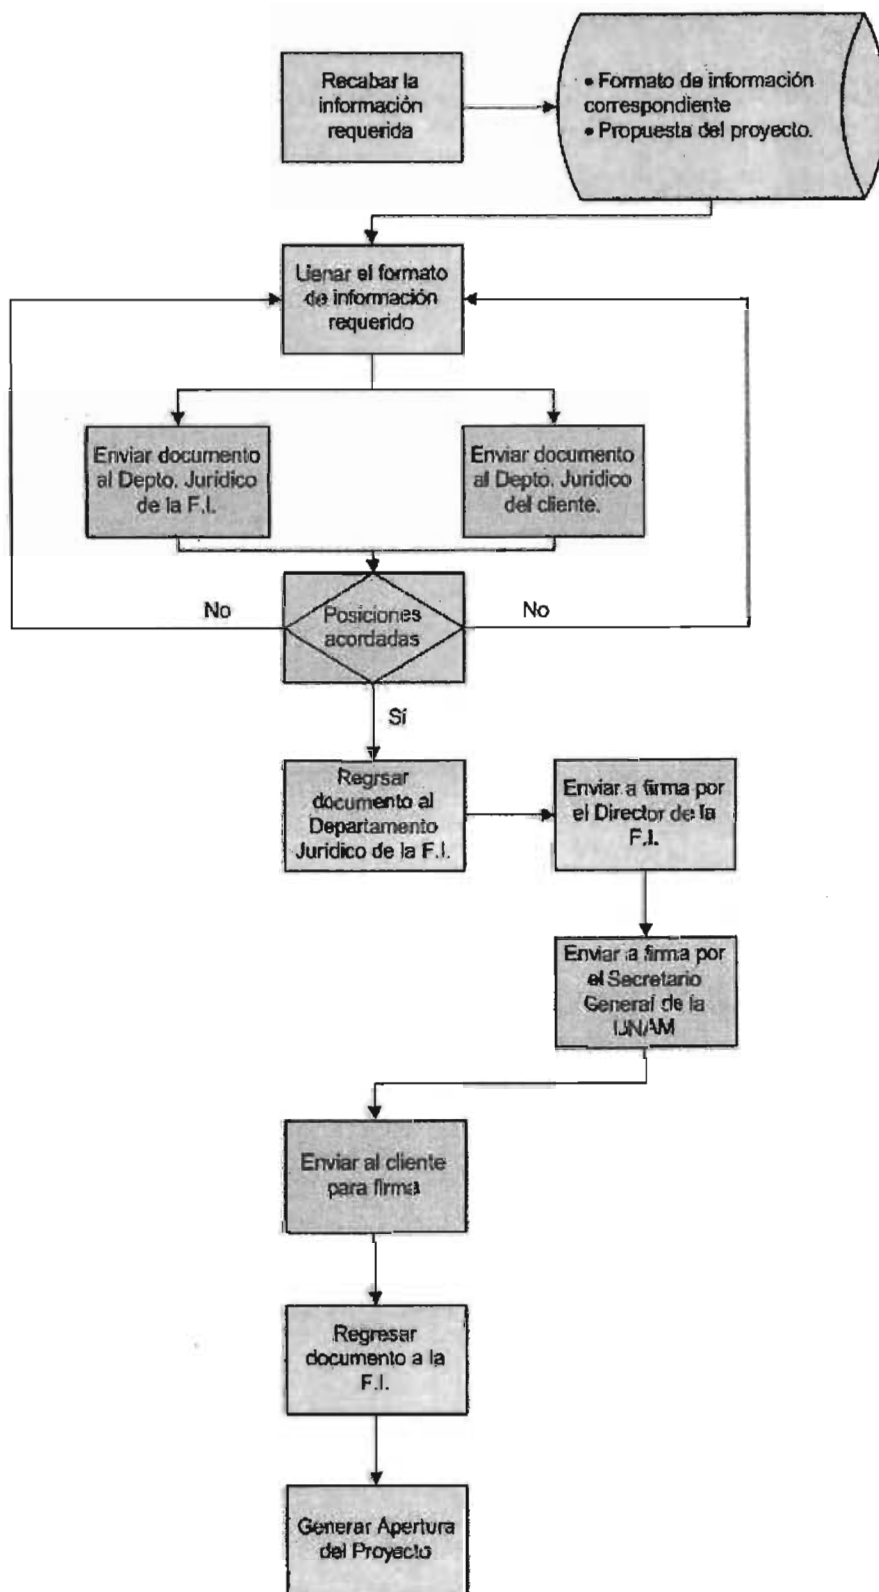 Recabar la
información
requerida
• Formato de información
correspondiente
• Propuesta del proyecto.
Llenar el formato
de información
requerido
Enviar documento
al Depto. Jurídico
de la F.I.
Enviar documento
al Depto. Jurídico
del cliente.
No
Posiciones
acordadas
No
Sí
Regrsar
documento al
Departamento
Jurídico de la F.I.
Enviar a firma por
el Director de la
F.I.
Enviar a firma por
el Secretario
General de la
UNAM
Enviar al cliente
para firma
Regresar
documento a la
F.I.
Generar Apertura
del Proyecto